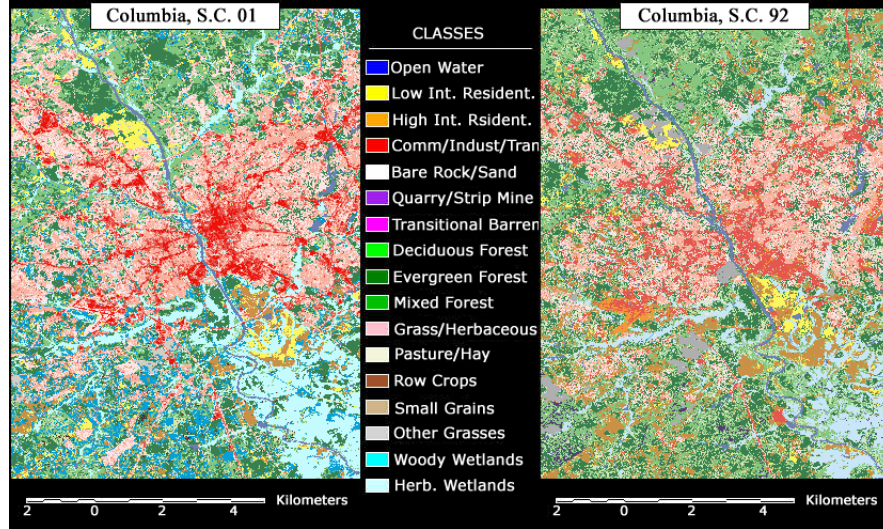 Columbia, S.C. 01
CLASSES
Open Water
Low Int. Resident.
High Int. Rsident.
Comm/Indust/Tran
Bare Rock/Sand
Quarry/Strip Mine
Transitional Barren
Deciduous Forest
Evergreen Forest
Mixed Forest
Grass/Herbaceous
Pasture/Hay
Row Crops
Small Grains
Other Grasses
Woody Wetlands
Herb. Wetlands
Columbia, S.C. 92
2 0 2 4 Kilometers
2 0 2 4 Kilometers